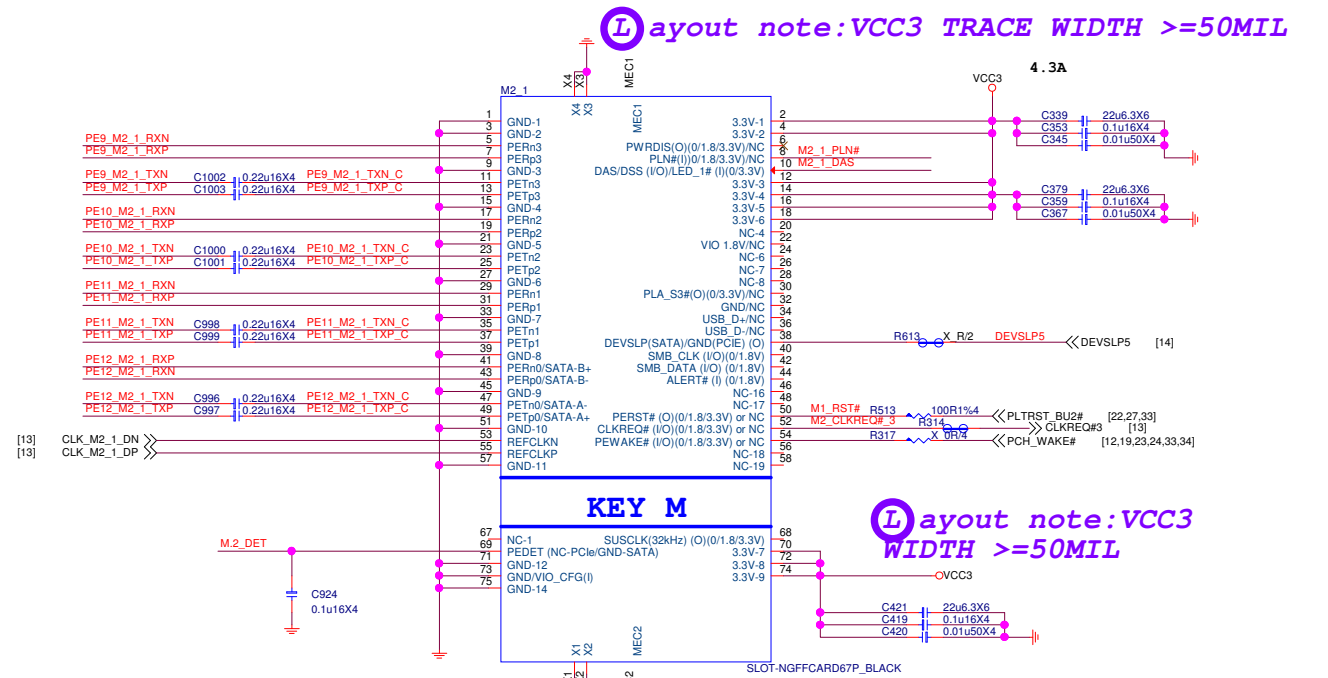 Layout note:VCC3 TRACE WIDTH >=50MIL
4.3A
VCC3
X4
X3
MEC1
M2_1
X4
X3
MEC1
1 GND-1 3.3V-1 2 C339 22u6.3X6
3 GND-2 3.3V-2 4 C353 0.1u16X4
PE9_M2_1_RXN 5 PERn3 PWRDIS(O)(0/1.8/3.3V)/NC 6 C345 0.01u50X4
PE9_M2_1_RXP 7 PERp3 PLN#(I))0/1.8/3.3V)/NC 8 M2_1_PLN#
9 GND-3 DAS/DSS (I/O)/LED_1# (I)(0/3.3V) 10 M2_1_DAS
PE9_M2_1_TXN C1002 0.22u16X4 PE9_M2_1_TXN_C 11 PETn3 3.3V-3 12
PE9_M2_1_TXP C1003 0.22u16X4 PE9_M2_1_TXP_C 13 PETp3 3.3V-4 14 C379 22u6.3X6
15 GND-4 3.3V-5 16 C359 0.1u16X4
PE10_M2_1_RXN 17 PERn2 3.3V-6 18 C367 0.01u50X4
PE10_M2_1_RXP 19 PERp2 NC-4 20
21 GND-5 VIO 1.8V/NC 22
PE10_M2_1_TXN C1000 0.22u16X4 PE10_M2_1_TXN_C 23 PETn2 NC-6 24
PE10_M2_1_TXP C1001 0.22u16X4 PE10_M2_1_TXP_C 25 PETp2 NC-7 26
27 GND-6 NC-8 28
PE11_M2_1_RXN 29 PERn1 PLA_S3#(O)(0/3.3V)/NC 30
PE11_M2_1_RXP 31 PERp1 GND/NC 32
33 GND-7 USB_D+/NC 34
PE11_M2_1_TXN C998 0.22u16X4 PE11_M2_1_TXN_C 35 PETn1 USB_D-/NC 36
PE11_M2_1_TXP C999 0.22u16X4 PE11_M2_1_TXP_C 37 PETp1 DEVSLP(SATA)/GND(PCIE) (O) 38 R613 X_R/2 DEVSLP5 DEVSLP5 [14]
39 GND-8 SMB_CLK (I/O)(0/1.8V) 40
PE12_M2_1_RXP 41 PERn0/SATA-B+ SMB_DATA (I/O) (0/1.8V) 42
PE12_M2_1_RXN 43 PERp0/SATA-B- ALERT# (I) (0/1.8V) 44
45 GND-9 NC-16 46
PE12_M2_1_TXN C996 0.22u16X4 PE12_M2_1_TXN_C 47 PETn0/SATA-A- NC-17 48
PE12_M2_1_TXP C997 0.22u16X4 PE12_M2_1_TXP_C 49 PETp0/SATA-A+ PERST# (O)(0/1.8/3.3V) or NC 50 M1_RST# R513 100R1%4 PLTRST_BU2# [22,27,33]
51 GND-10 CLKREQ# (I/O)(0/1.8/3.3V) or NC 52 M2_CLKREQ#_3 R314 CLKREQ#3 [13]
[13] CLK_M2_1_DN 53 REFCLKN PEWAKE# (I/O)(0/1.8/3.3V) or NC 54 R317 X_0R/4 PCH_WAKE# [12,19,23,24,33,34]
[13] CLK_M2_1_DP 55 REFCLKP NC-18 56
57 GND-11 NC-19 58
KEY M
Layout note:VCC3
WIDTH >=50MIL
67 NC-1 SUSCLK(32kHz) (O)(0/1.8/3.3V) 68
M.2_DET 69 PEDET (NC-PCIe/GND-SATA) 3.3V-7 70
71 GND-12 3.3V-8 72
73 GND/VIO_CFG(I) 3.3V-9 74 VCC3
75 GND-14
C924
0.1u16X4
C421 22u6.3X6
C419 0.1u16X4
C420 0.01u50X4
X1
X2
MEC2
SLOT-NGFFCARD67P_BLACK